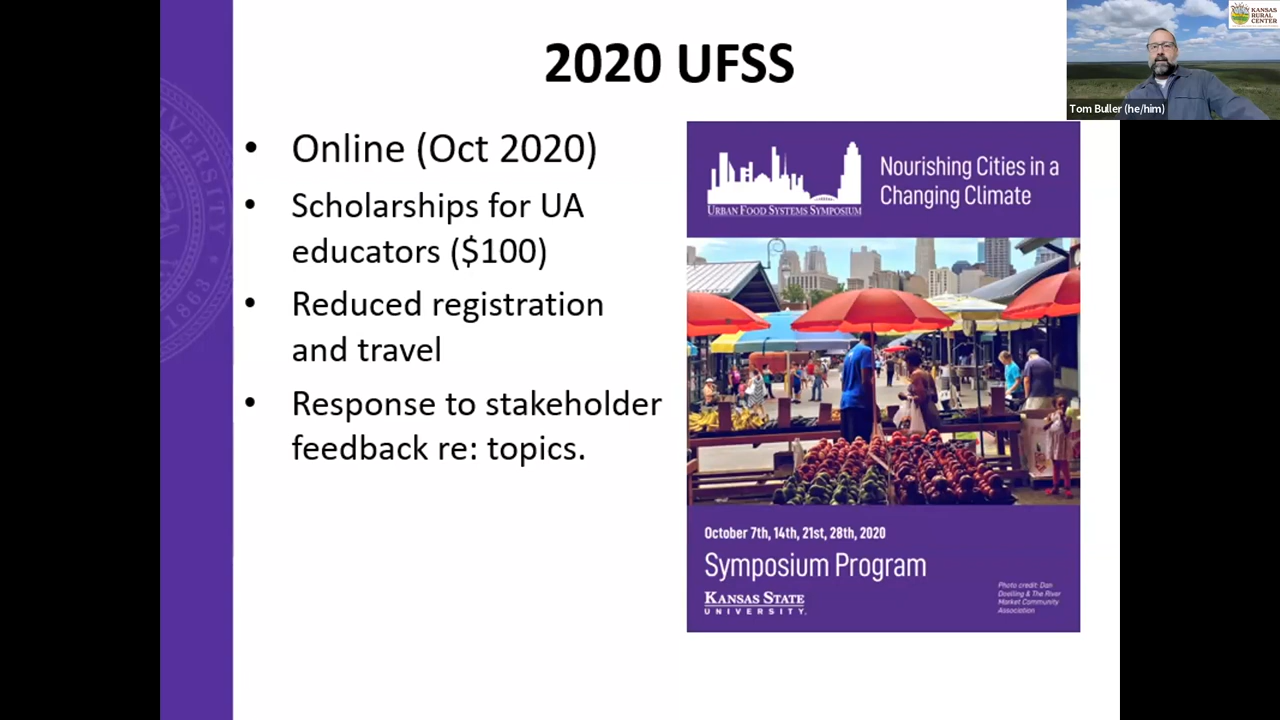 2020 UFSS
• Online (Oct 2020)
• Scholarships for UA
educators ($100)
• Reduced registration
and travel
• Response to stakeholder
feedback re: topics.
URBAN FOOD SYSTEMS SYMPOSIUM
Nourishing Cities in a
Changing Climate
October 7th, 14th, 21st, 28th, 2020
Symposium Program
KANSAS STATE
UNIVERSITY.
Photo credit: Dan
Doelling & The River
Market Community
Association
KANSAS
RURAL
CENTER
Tom Buller (he/him)
VERSITY
1863